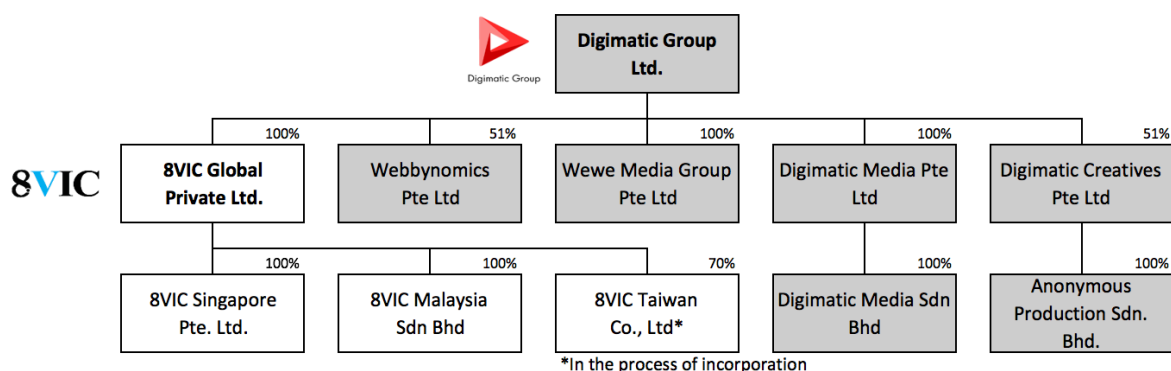 Digimatic Group
Ltd.
Digimatic Group
100%
51%
100%
100%
51%
8VIC
8VIC Global
Private Ltd.
Webbynomics
Pte Ltd
Wewe Media Group
Pte Ltd
Digimatic Media Pte
Ltd
Digimatic Creatives
Pte Ltd
100%
100%
70%
100%
100%
8VIC Singapore
Pte. Ltd.
8VIC Malaysia
Sdn Bhd
8VIC Taiwan
Co., Ltd*
Digimatic Media Sdn
Bhd
Anonymous
Production Sdn.
Bhd.
*In the process of incorporation